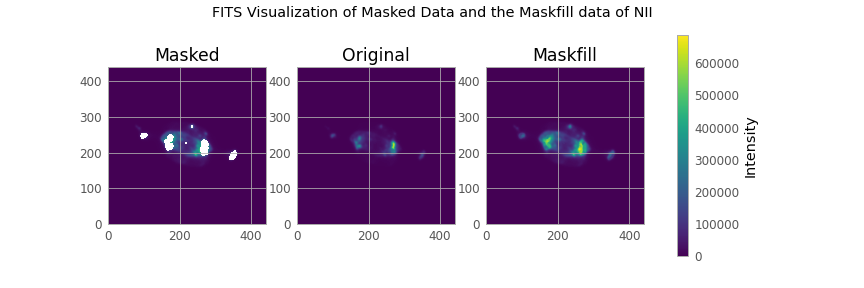 FITS Visualization of Masked Data and the Maskfill data of NII
Masked
Original
Maskfill
400
300
200
100
0
0 200 400
400
300
200
100
0
0 200 400
400
300
200
100
0
0 200 400
600000
500000
400000
300000
200000
100000
0
Intensity